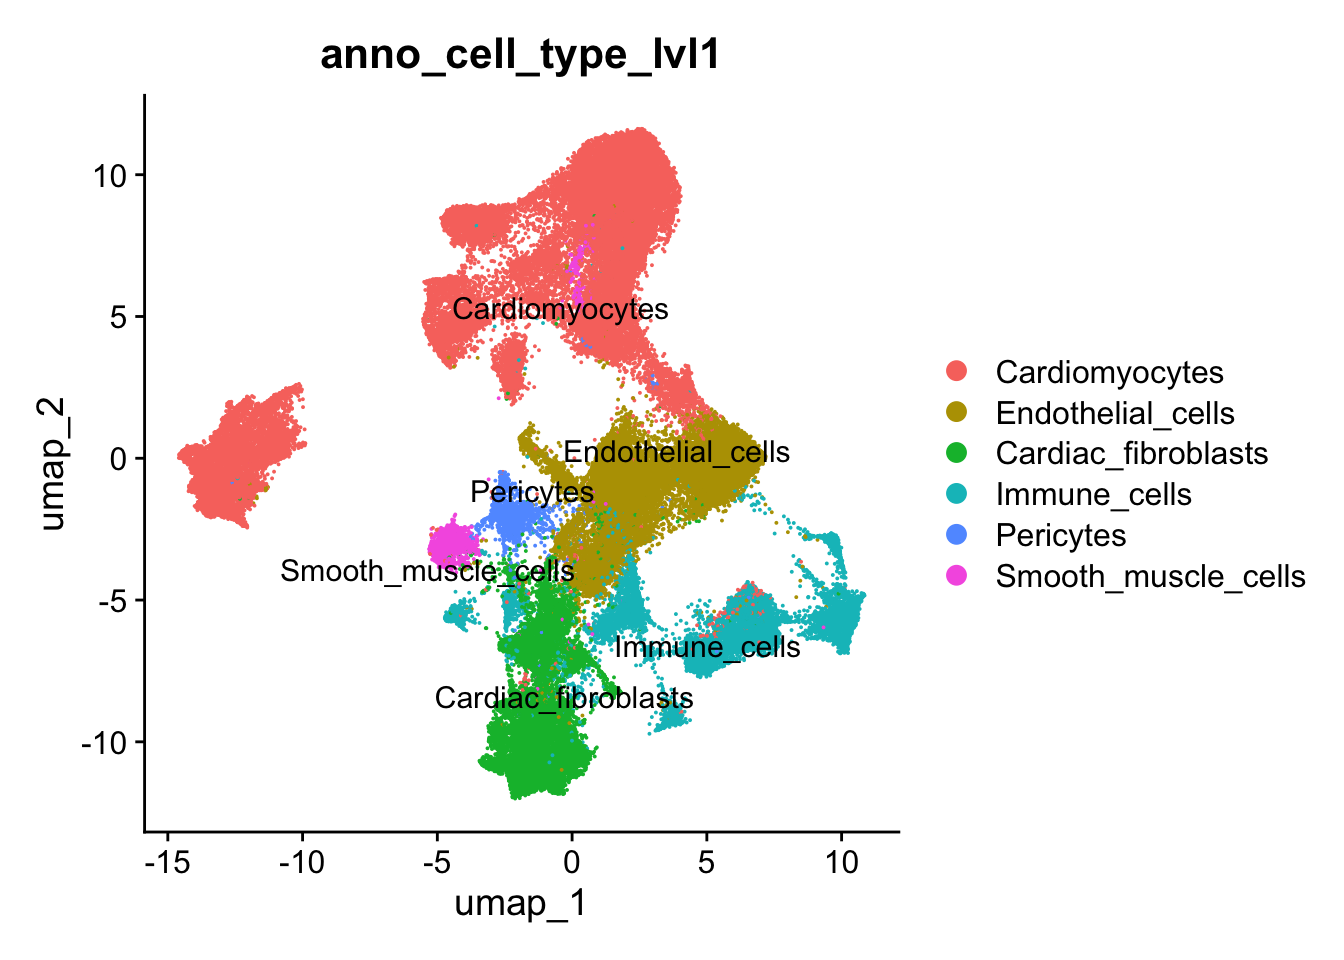 anno_cell_type_lvl1
umap_2
10
5
0
-5
-10
Cardiomyocytes
Endothelial_cells
Pericytes
Smooth_muscle_cells
Immune_cells
Cardiac_fibroblasts
-15
-10
-5
0
5
10
umap_1
Cardiomyocytes
Endothelial_cells
Cardiac_fibroblasts
Immune_cells
Pericytes
Smooth_muscle_cells